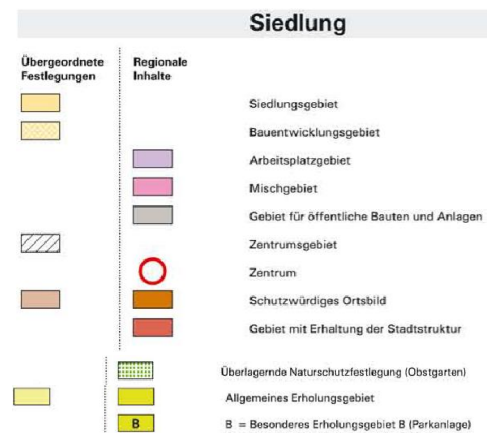 Siedlung
Übergeordnete
Festlegungen
Regionale
Inhalte
Siedlungsgebiet
Bauentwicklungsgebiet
Arbeitsplatzgebiet
Mischgebiet
Gebiet für öffentliche Bauten und Anlagen
Zentrumsgebiet
Zentrum
Schutzwürdiges Ortsbild
Gebiet mit Erhaltung der Stadtstruktur
Überlagernde Naturschutzfestlegung (Obstgarten)
Allgemeines Erholungsgebiet
B
B = Besonderes Erholungsgebiet B (Parkanlage)